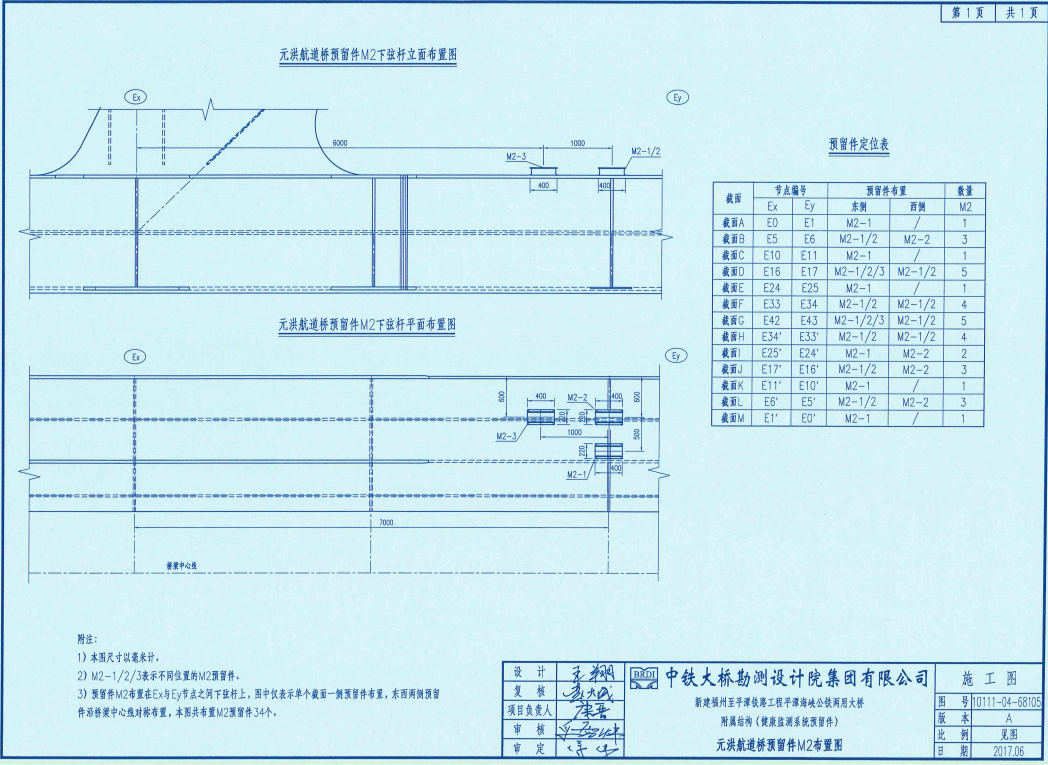 第 1 页 共 1 页
元洪航道桥预留件M2下弦杆立面布置图
Ex
Ey
6000
1000
M2-3
M2-1/2
400
400
预留件定位表
截面 节点编号 预留件布置 数量
Ex Ey 东侧 西侧 M2
截面A E0 E1 M2-1 / 1
截面B E5 E6 M2-1/2 M2-2 3
截面C E10 E11 M2-1 / 1
截面D E16 E17 M2-1/2/3 M2-1/2 5
截面E E24 E25 M2-1 / 1
截面F E33 E34 M2-1/2 M2-1/2 4
截面G E42 E43 M2-1/2/3 M2-1/2 5
截面H E34' E33' M2-1/2 M2-1/2 4
截面I E25' E24' M2-1 M2-2 2
截面J E17' E16' M2-1/2 M2-2 3
截面K E11' E10' M2-1 / 1
截面L E6' E5' M2-1/2 M2-2 3
截面M E1' E0' M2-1 / 1
元洪航道桥预留件M2下弦杆平面布置图
Ex
Ey
600
400
M2-2
400
600
220
220
M2-3
1000
500
220
M2-1
400
7000
桥梁中心线
附注：
1）本图尺寸以毫米计。
2）M2-1/2/3表示不同位置的M2预留件。
3）预留件M2布置在Ex与Ey节点之间下弦杆上，图中仅表示单个截面一侧预留件布置，东西两侧预留
件沿桥梁中心线对称布置，本图共布置M2预留件34个。
设 计
复 核
项目负责人
审 核
审 定
BRDI 中铁大桥勘测设计院集团有限公司
新建福州至平潭铁路工程平潭海峡公铁两用大桥
附属结构（健康监测系统预留件）
元洪航道桥预留件M2布置图
施 工 图
图 号 10111-04-68105
版 本 A
比 例 见图
日 期 2017.06